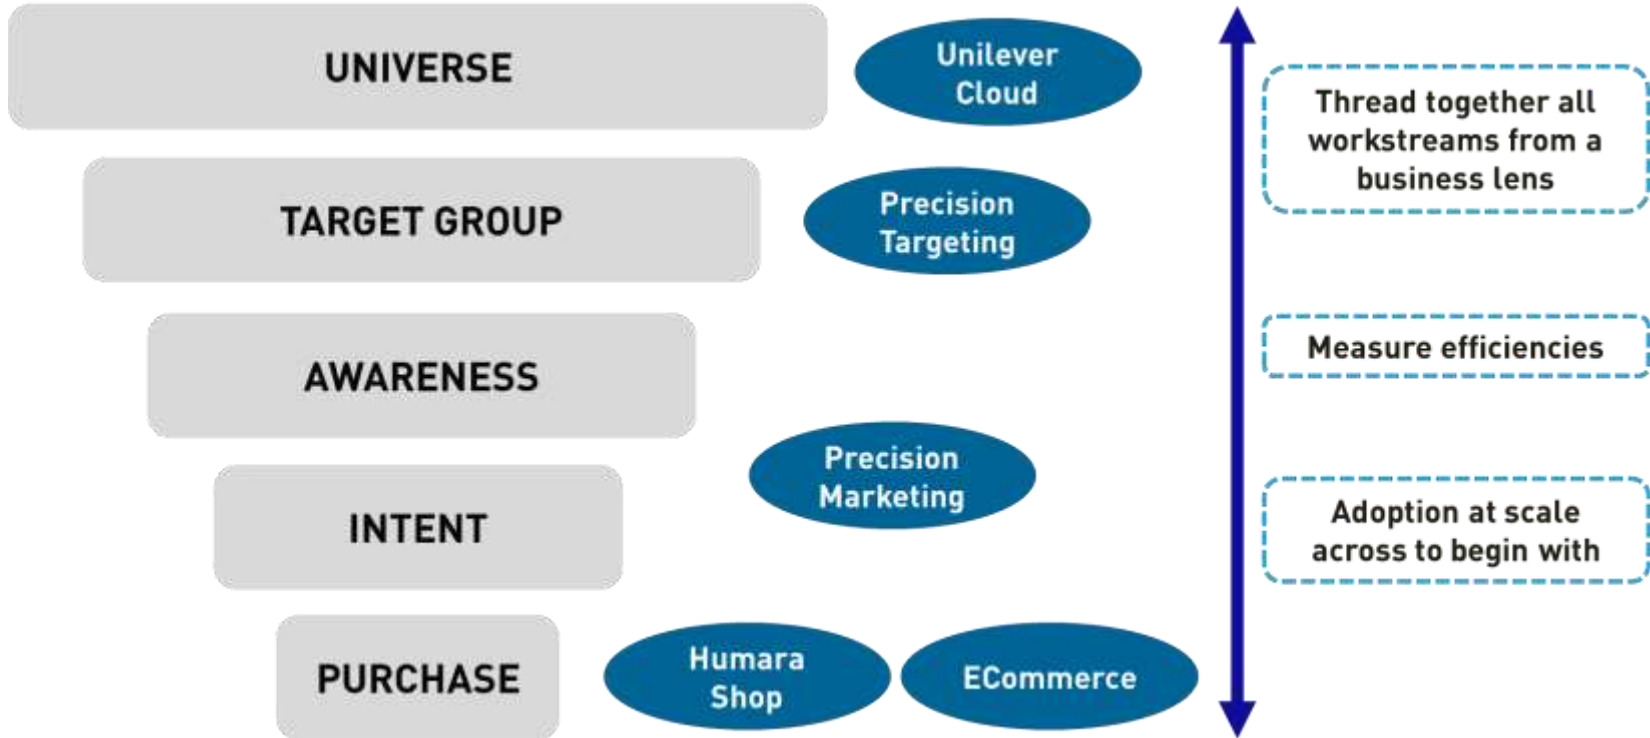 UNIVERSE
Unilever
Cloud
Thread together all
workstreams from a
business lens
TARGET GROUP
Precision
Targeting
AWARENESS
Measure efficiencies
Precision
Marketing
INTENT
Adoption at scale
across to begin with
PURCHASE
Humara
Shop
ECommerce